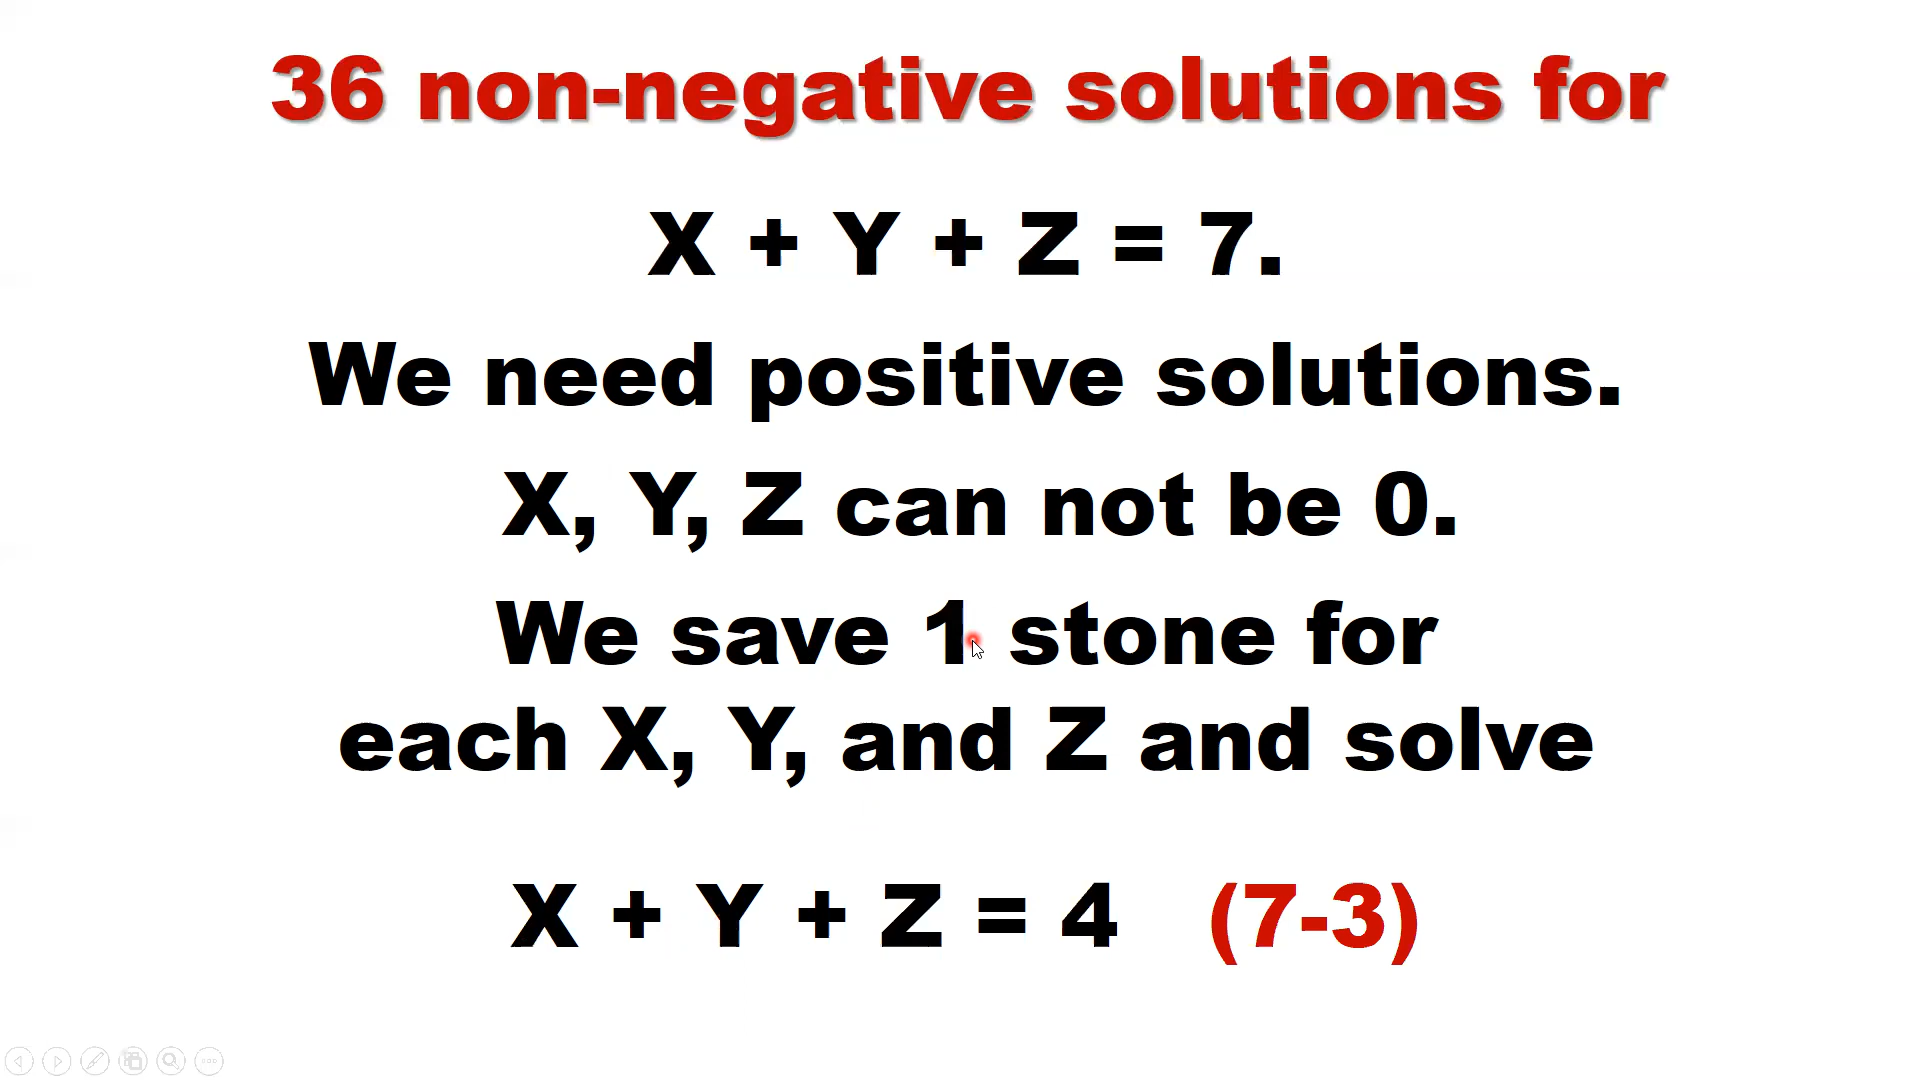 36 non-negative solutions for
X + Y + Z = 7.
We need positive solutions.
X, Y, Z can not be 0.
We save 1 stone for
each X, Y, and Z and solve
X + Y + Z = 4 (7-3)